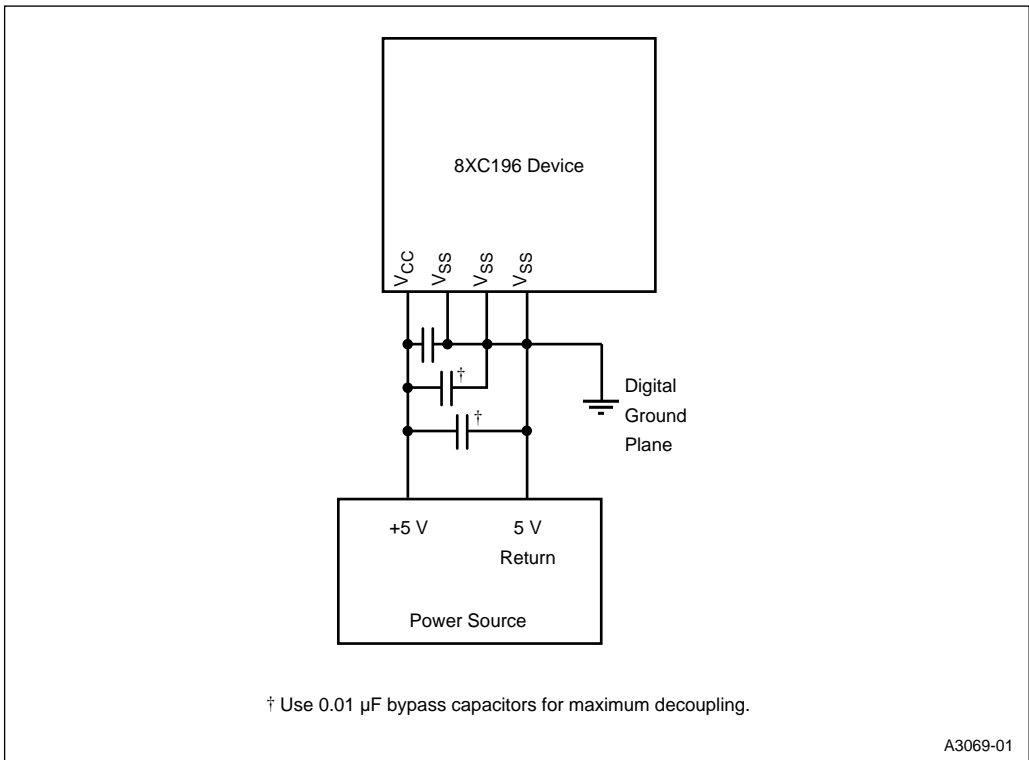 8XC196 Device
VCC VSS VSS VSS
†
†
Digital
Ground
Plane
+5 V 5 V
Return
Power Source
† Use 0.01 µF bypass capacitors for maximum decoupling.
A3069-01